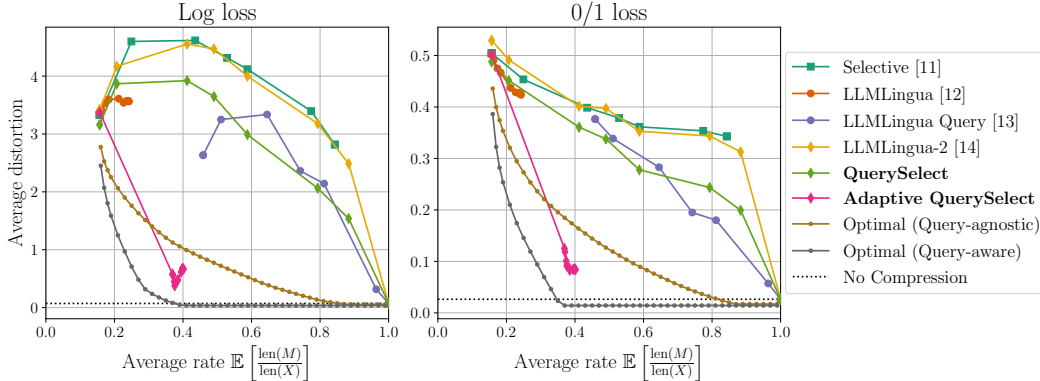 Log loss
0/1 loss
Average distortion
4
3
2
1
0
0.0
0.2
0.4
0.6
0.8
1.0
Average rate 𝔼 [len(M)/len(X)]
0.5
0.4
0.3
0.2
0.1
0.0
0.0
0.2
0.4
0.6
0.8
1.0
Average rate 𝔼 [len(M)/len(X)]
Selective [11]
LLMLingua [12]
LLMLingua Query [13]
LLMLingua-2 [14]
QuerySelect
Adaptive QuerySelect
Optimal (Query-agnostic)
Optimal (Query-aware)
No Compression